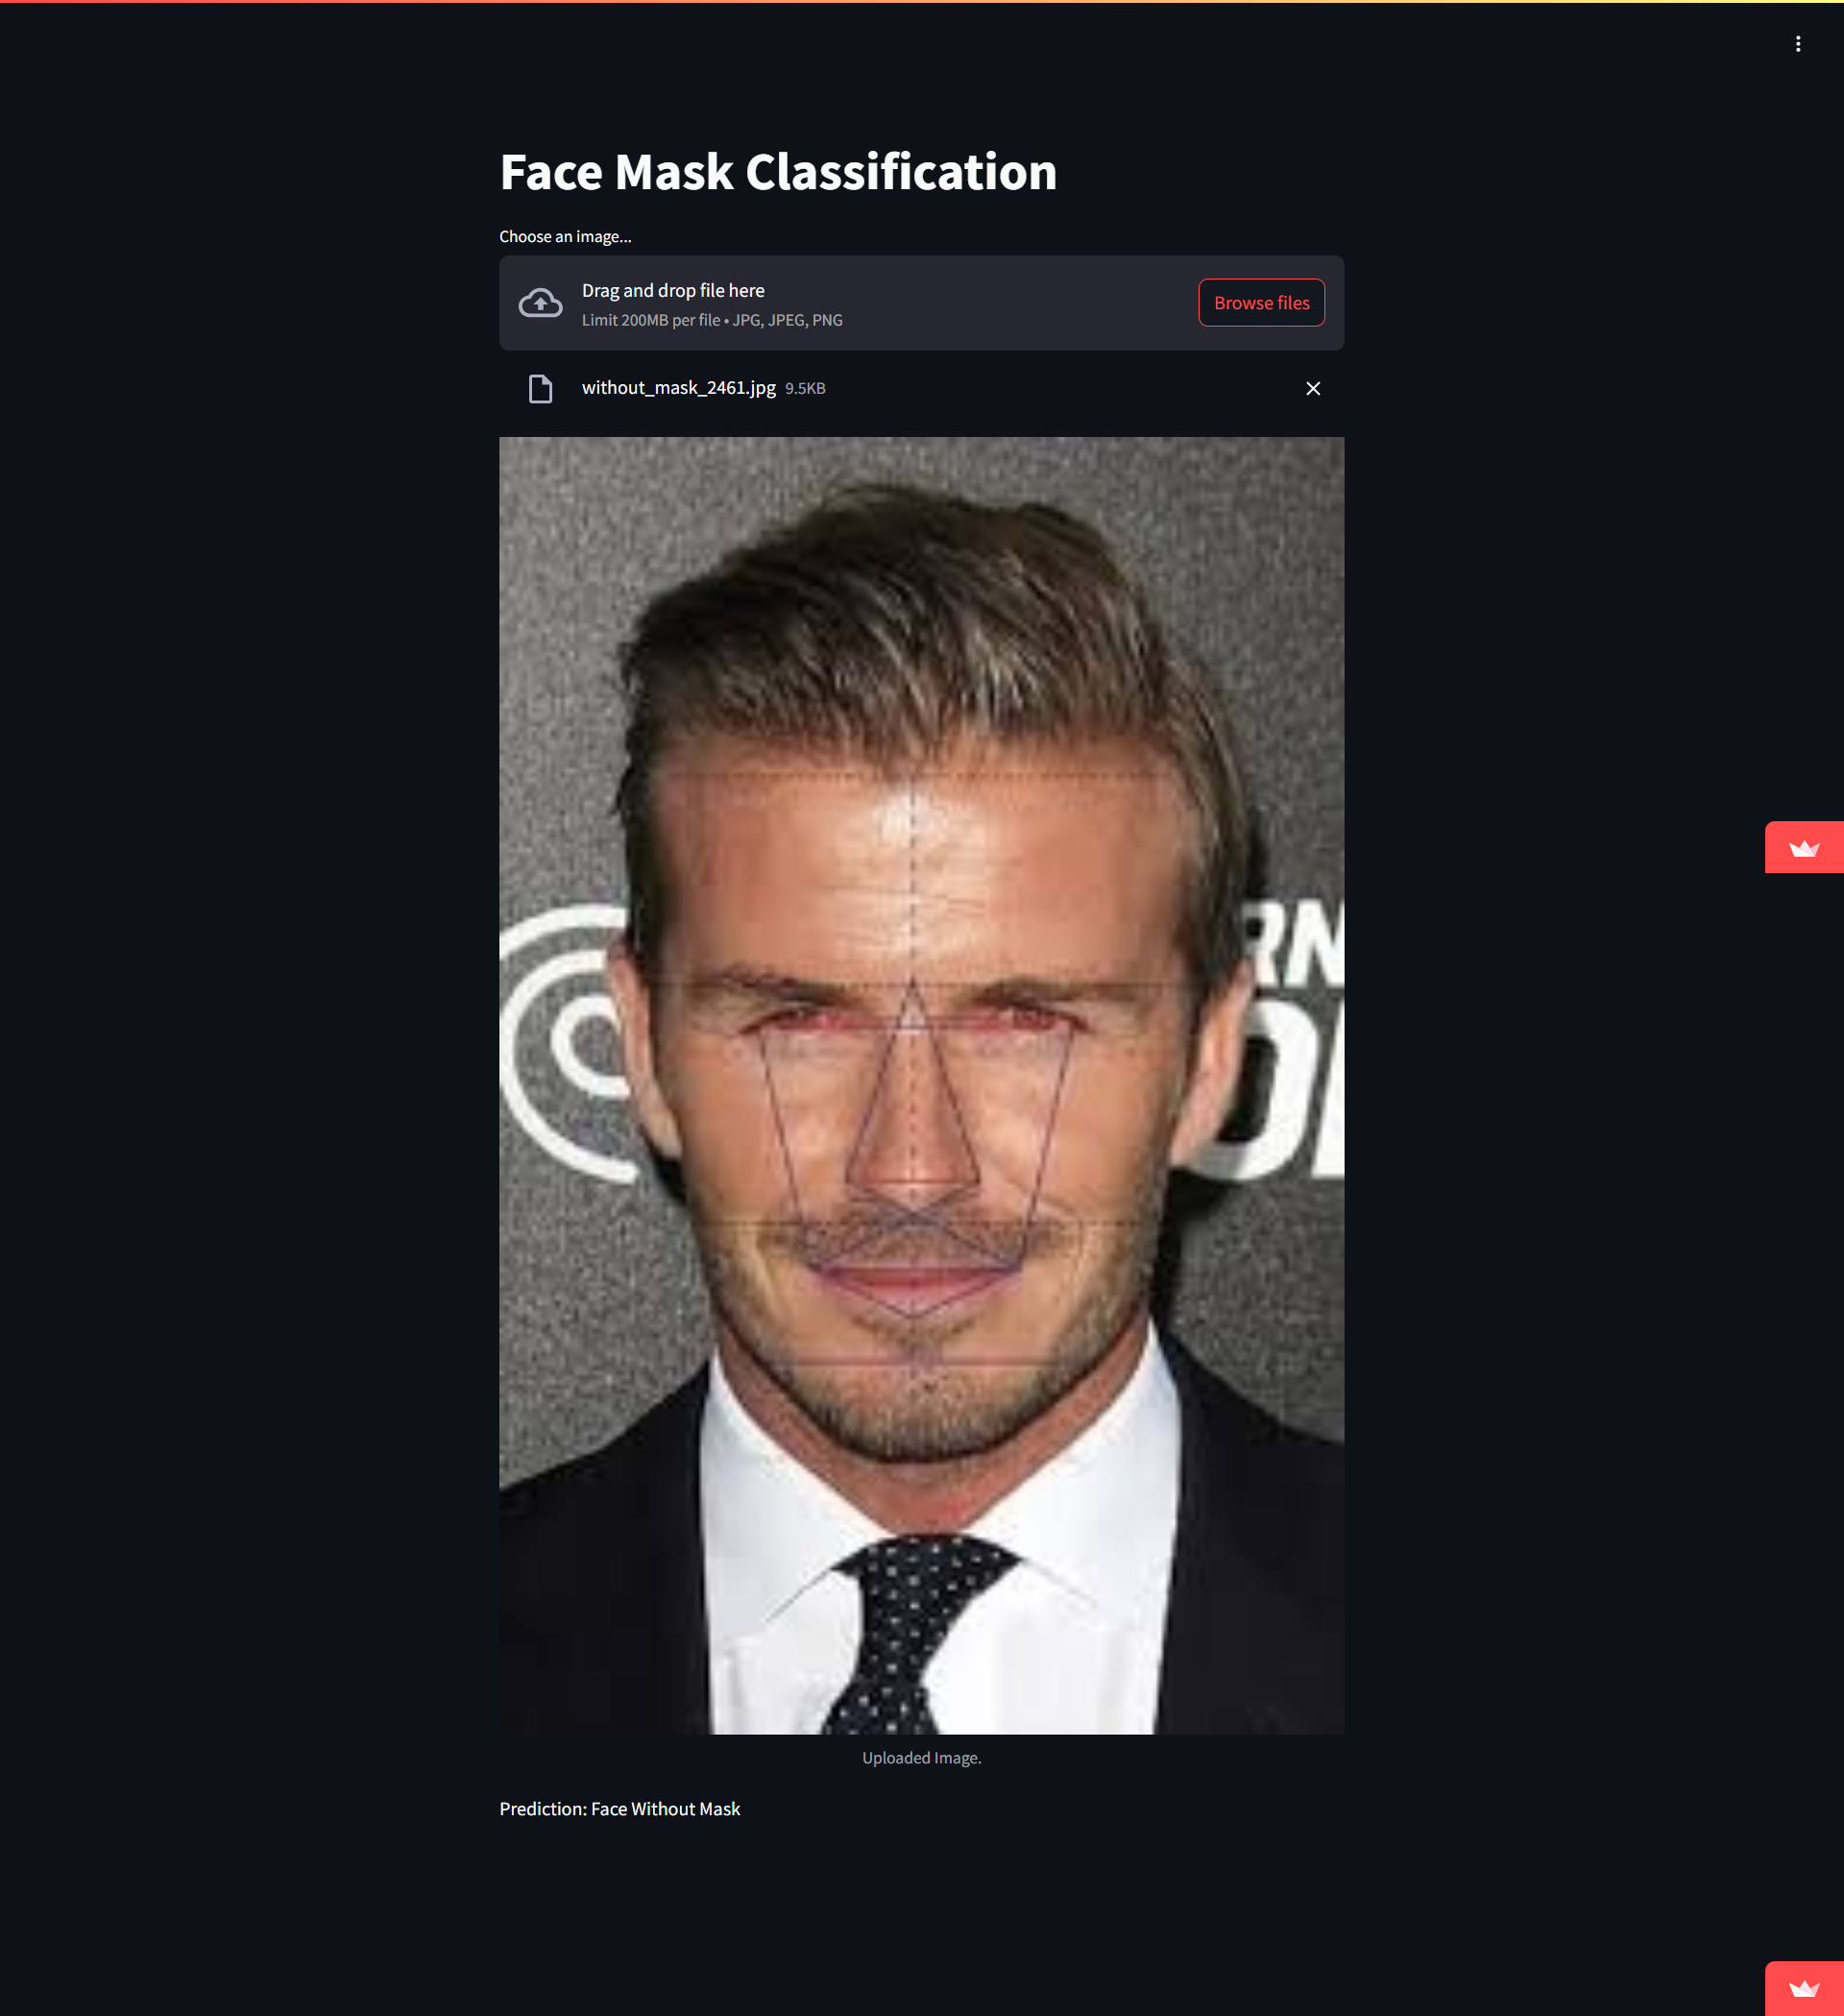 Face Mask Classification
Choose an image...
Drag and drop file here
Limit 200MB per file • JPG, JPEG, PNG
Browse files
without_mask_2461.jpg 9.5KB
RN
Uploaded Image.
Prediction: Face Without Mask